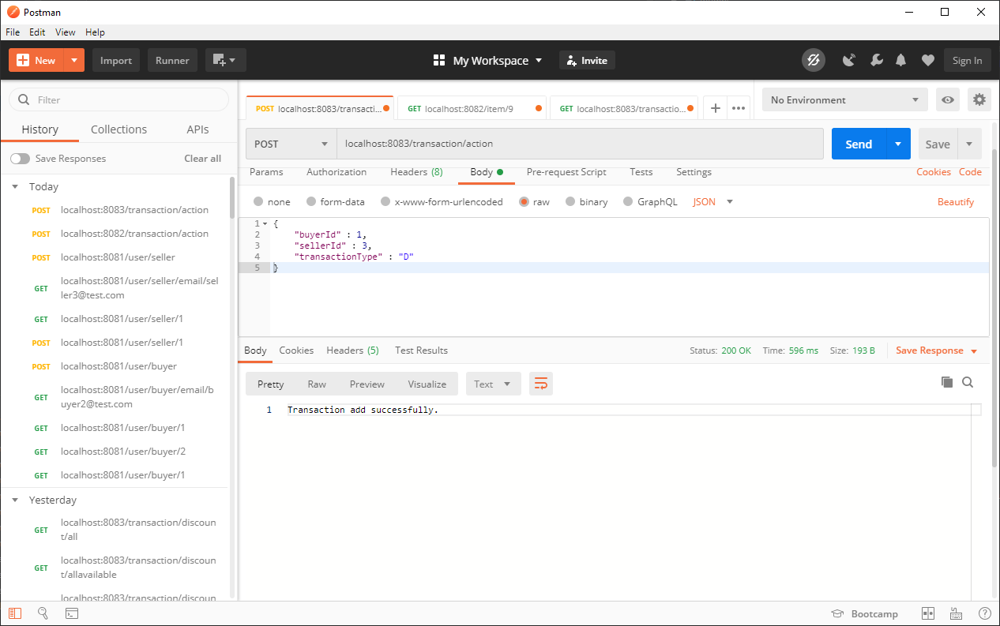 Postman
File Edit View Help
New Import Runner My Workspace Invite Sign In
Filter
History Collections APIs
Save Responses Clear all
Today
POST localhost:8083/transaction/action
POST localhost:8082/transaction/action
POST localhost:8081/user/seller
GET localhost:8081/user/seller/email/sel
ler3@test.com
GET localhost:8081/user/seller/1
POST localhost:8081/user/seller/1
POST localhost:8081/user/buyer
GET localhost:8081/user/buyer/email/b
uyer2@test.com
GET localhost:8081/user/buyer/1
GET localhost:8081/user/buyer/2
GET localhost:8081/user/buyer/1
Yesterday
GET localhost:8083/transaction/discoun
t/all
GET localhost:8083/transaction/discoun
t/allavailable
localhost:8083/transaction/discoun
POST localhost:8083/transacti... GET localhost:8082/item/9 GET localhost:8083/transactio... + ••• No Environment
POST localhost:8083/transaction/action Send Save
Params Authorization Headers (8) Body Pre-request Script Tests Settings Cookies Code
none form-data x-www-form-urlencoded raw binary GraphQL JSON Beautify
1 {
2 "buyerId" : 1,
3 "sellerId" : 3,
4 "transactionType" : "D"
5 }
Body Cookies Headers (5) Test Results Status: 200 OK Time: 596 ms Size: 193 B Save Response
Pretty Raw Preview Visualize Text
1 Transaction add successfully.
Bootcamp